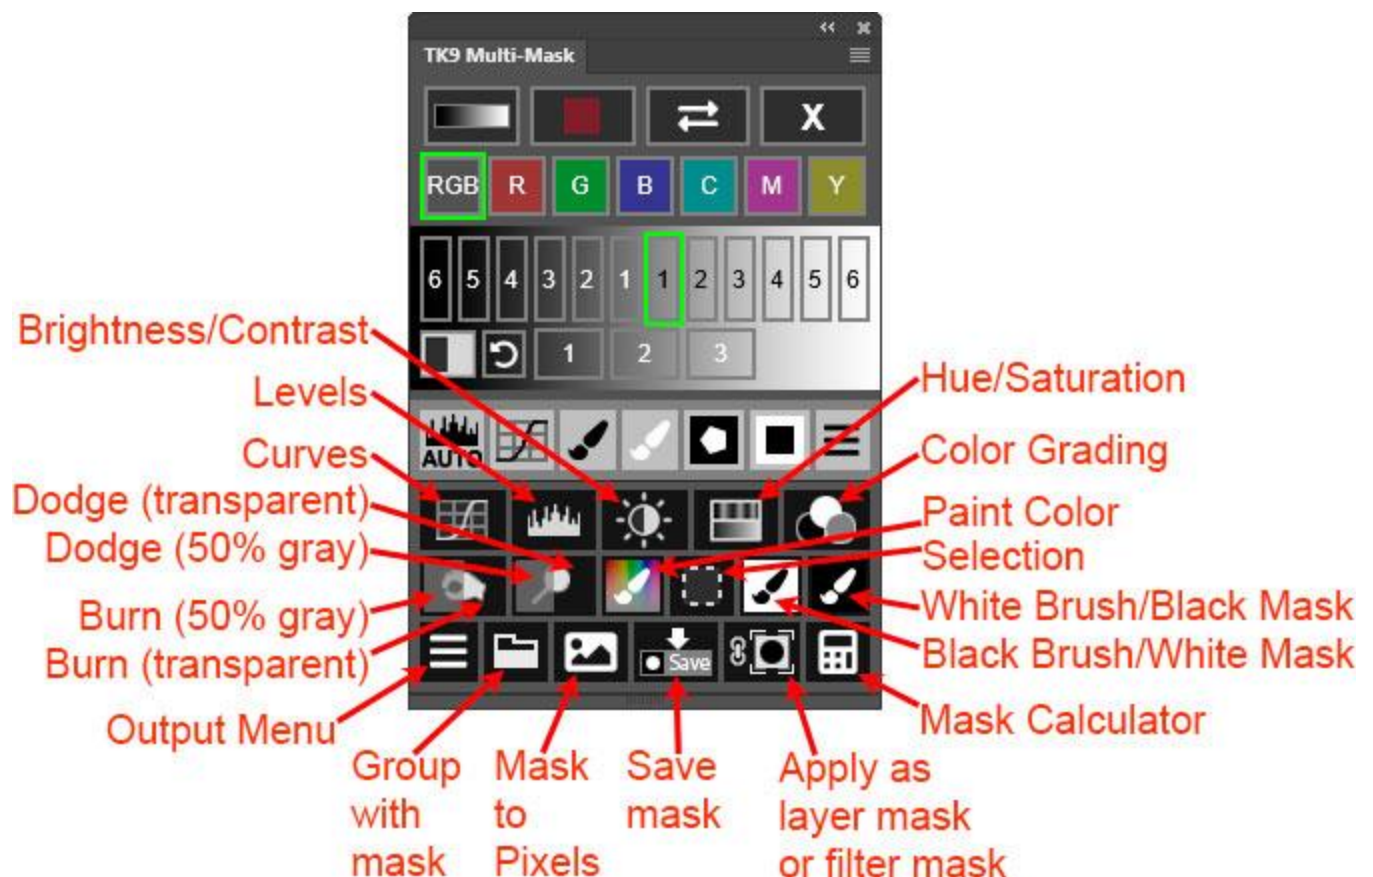 TK9 Multi-Mask
X
RGB R G B C M Y
6 5 4 3 2 1 1 2 3 4 5 6
1 2 3
Brightness/Contrast
Levels
Curves
Dodge (transparent)
Dodge (50% gray)
Burn (50% gray)
Burn (transparent)
Output Menu
AUTO
Save
Hue/Saturation
Color Grading
Paint Color
Selection
White Brush/Black Mask
Black Brush/White Mask
Mask Calculator
Group
with
mask
Mask
to
Pixels
Save
mask
Apply as
layer mask
or filter mask